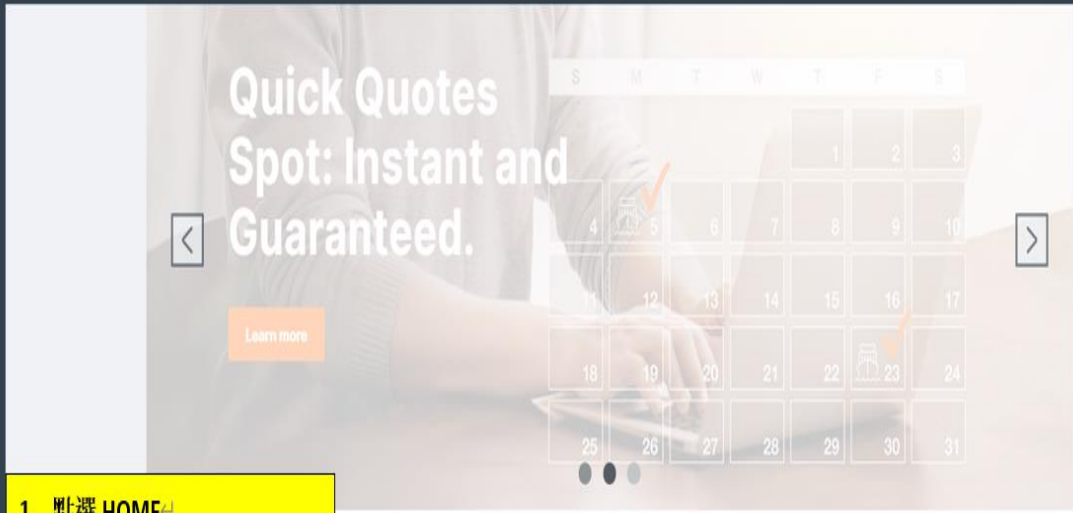 Quick Quotes
Spot: Instant and
Guaranteed.
Learn more
S M T W T F S
1 2 3
4 5 6 7 8 9 10
11 12 13 14 15 16 17
18 19 20 21 22 23 24
25 26 27 28 29 30 31
1 點選 HOME